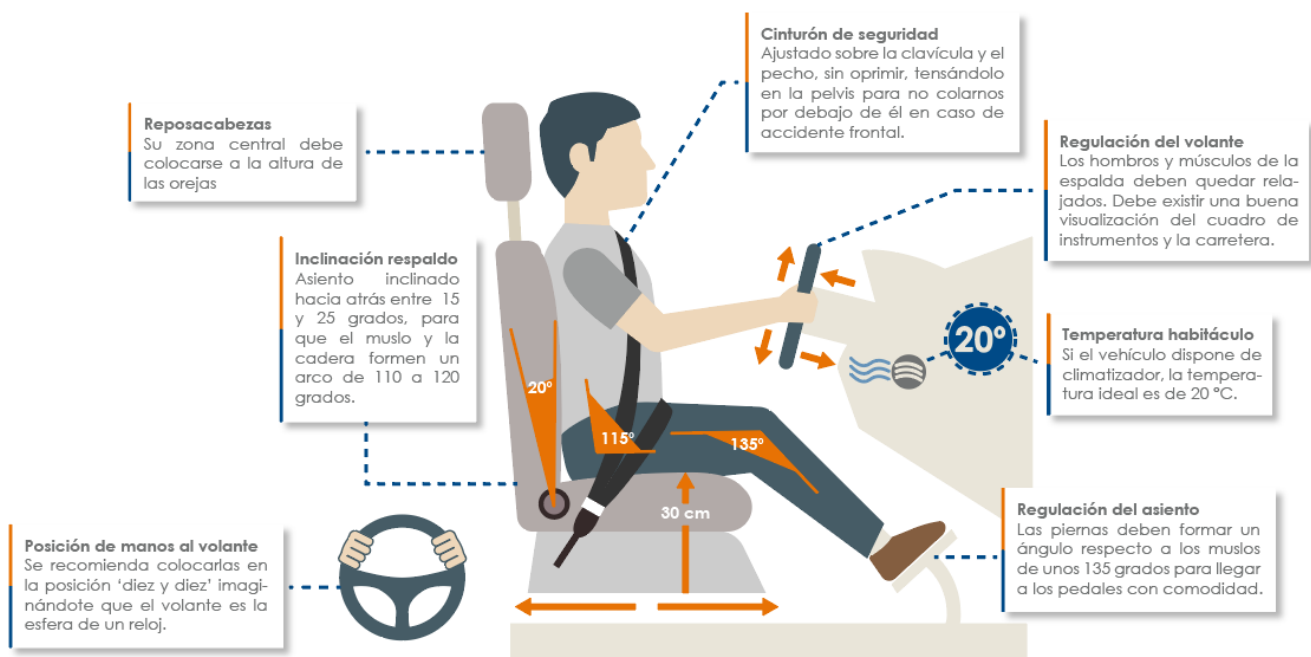 Cinturón de seguridad
Ajustado sobre la clavícula y el
pecho, sin oprimir, tensándolo
en la pelvis para no colarnos
por debajo de él en caso de
accidente frontal.
Reposacabezas
Su zona central debe
colocarse a la altura de
las orejas
Regulación del volante
Los hombros y músculos de la
espalda deben quedar rela-
jados. Debe existir una buena
visualización del cuadro de
instrumentos y la carretera.
Inclinación respaldo
Asiento inclinado
hacia atrás entre 15
y 25 grados, para
que el muslo y la
cadera formen un
arco de 110 a 120
grados.
20º
Temperatura habitáculo
Si el vehículo dispone de
climatizador, la tempera-
tura ideal es de 20 °C.
20º
115º
135º
30 cm
Regulación del asiento
Las piernas deben formar un
ángulo respecto a los muslos
de unos 135 grados para llegar
a los pedales con comodidad.
Posición de manos al volante
Se recomienda colocarlas en
la posición ‘diez y diez’ imagi-
nándote que el volante es la
esfera de un reloj.